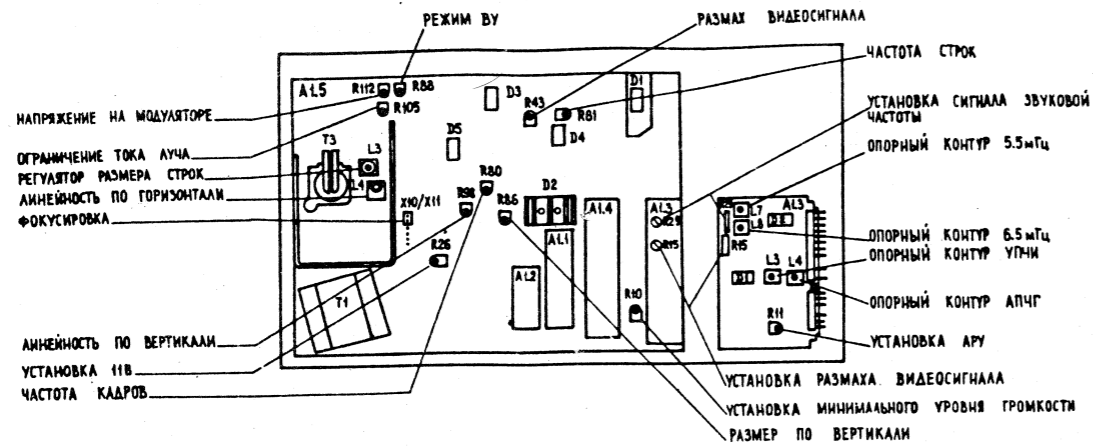 РЕЖИМ ВУ
РАЗМАХ ВИДЕОСИГНАЛА
ЧАСТОТА СТРОК
УСТАНОВКА СИГНАЛА ЗВУКОВОЙ
ЧАСТОТЫ
ОПОРНЫЙ КОНТУР 5.5мГц
ОПОРНЫЙ КОНТУР 6.5мГц
ОПОРНЫЙ КОНТУР УПЧИ
ОПОРНЫЙ КОНТУР АПЧГ
УСТАНОВКА АРУ
НАПРЯЖЕНИЕ НА МОДУЛЯТОРЕ
ОГРАНИЧЕНИЕ ТОКА ЛУЧА
РЕГУЛЯТОР РАЗМЕРА СТРОК
ЛИНЕЙНОСТЬ ПО ГОРИЗОНТАЛИ
ФОКУСИРОВКА
ЛИНЕЙНОСТЬ ПО ВЕРТИКАЛИ
УСТАНОВКА 11В
ЧАСТОТА КАДРОВ
УСТАНОВКА РАЗМАХА ВИДЕОСИГНАЛА
УСТАНОВКА МИНИМАЛЬНОГО УРОВНЯ ГРОМКОСТИ
РАЗМЕР ПО ВЕРТИКАЛИ
A1.5
R112
R88
R105
T3
L3
L4
X10/X11
D5
D3
R43
R81
D4
D1
R80
R98
R86
D2
R26
T1
A1.2
A1.1
A1.4
R10
A1.3
R29
R15
L7
L8
A1.3
R15
D1
L3
L4
R11